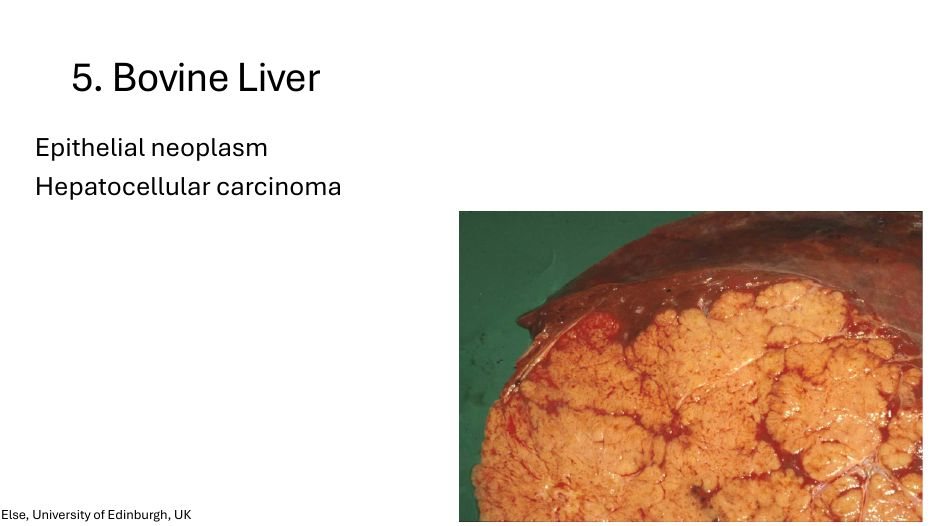 5. Bovine Liver
Epithelial neoplasm
Hepatocellular carcinoma
Else, University of Edinburgh, UK